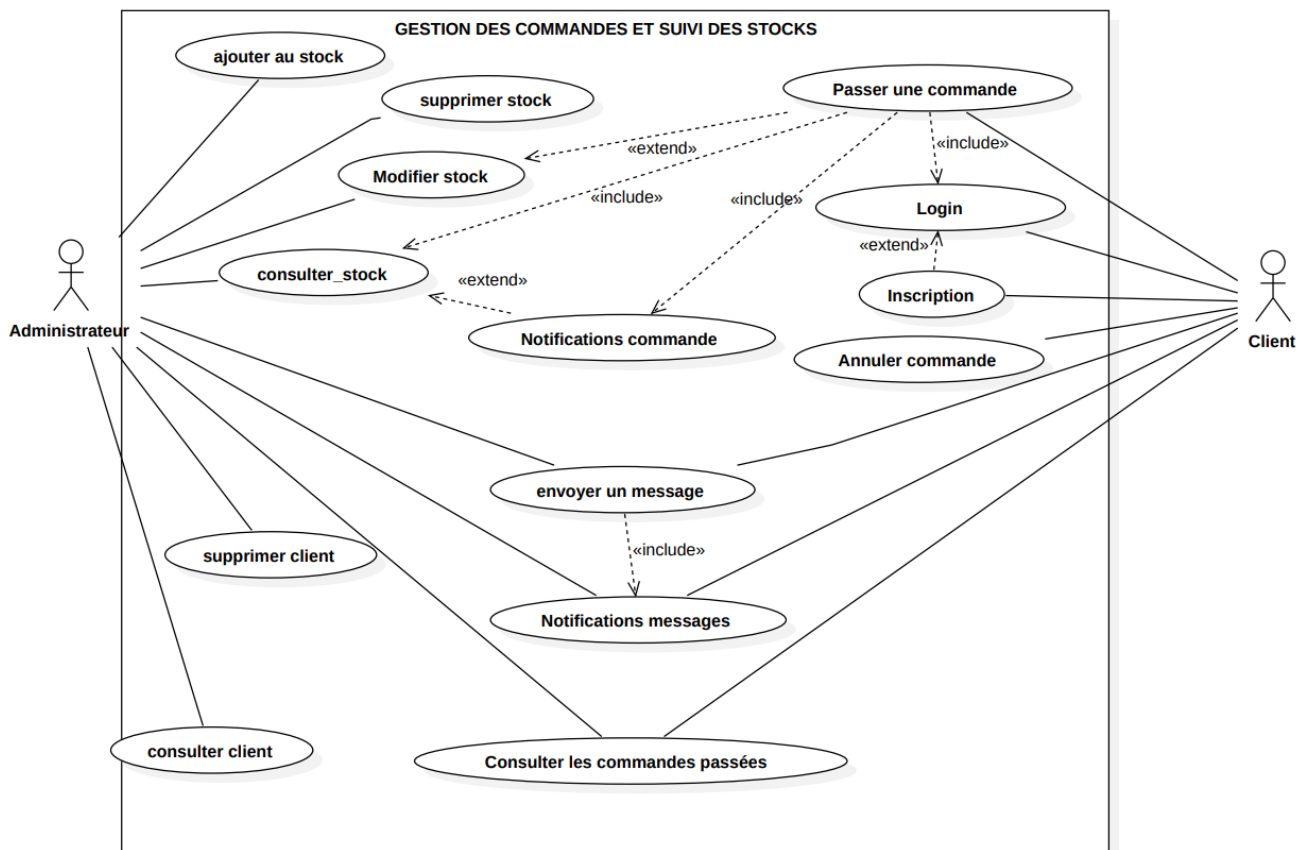 GESTION DES COMMANDES ET SUIVI DES STOCKS
ajouter au stock
supprimer stock
Passer une commande
«extend»
«include»
Modifier stock
«include»
«include»
Login
«extend»
consulter_stock
«extend»
Inscription
Administrateur
Notifications commande
Client
Annuler commande
envoyer un message
«include»
supprimer client
Notifications messages
consulter client
Consulter les commandes passées